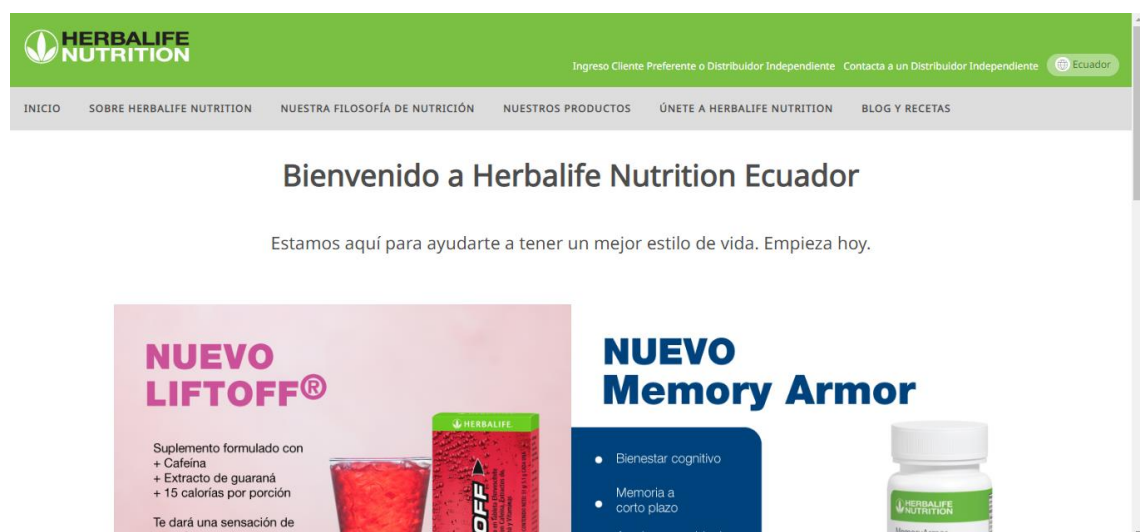 HERBALIFE
NUTRITION
Ingreso Cliente Preferente o Distribuidor Independiente Contacta a un Distribuidor Independiente Ecuador
INICIO SOBRE HERBALIFE NUTRITION NUESTRA FILOSOFÍA DE NUTRICIÓN NUESTROS PRODUCTOS ÚNETE A HERBALIFE NUTRITION BLOG Y RECETAS
Bienvenido a Herbalife Nutrition Ecuador
Estamos aquí para ayudarte a tener un mejor estilo de vida. Empieza hoy.
NUEVO
LIFTOFF®
Suplemento formulado con
+ Cafeína
+ Extracto de guaraná
+ 15 calorías por porción
Te dará una sensación de
HERBALIFE
OFF
NUEVO
Memory Armor
Bienestar cognitivo
Memoria a
corto plazo
HERBALIFE
NUTRITION
Memory Armor